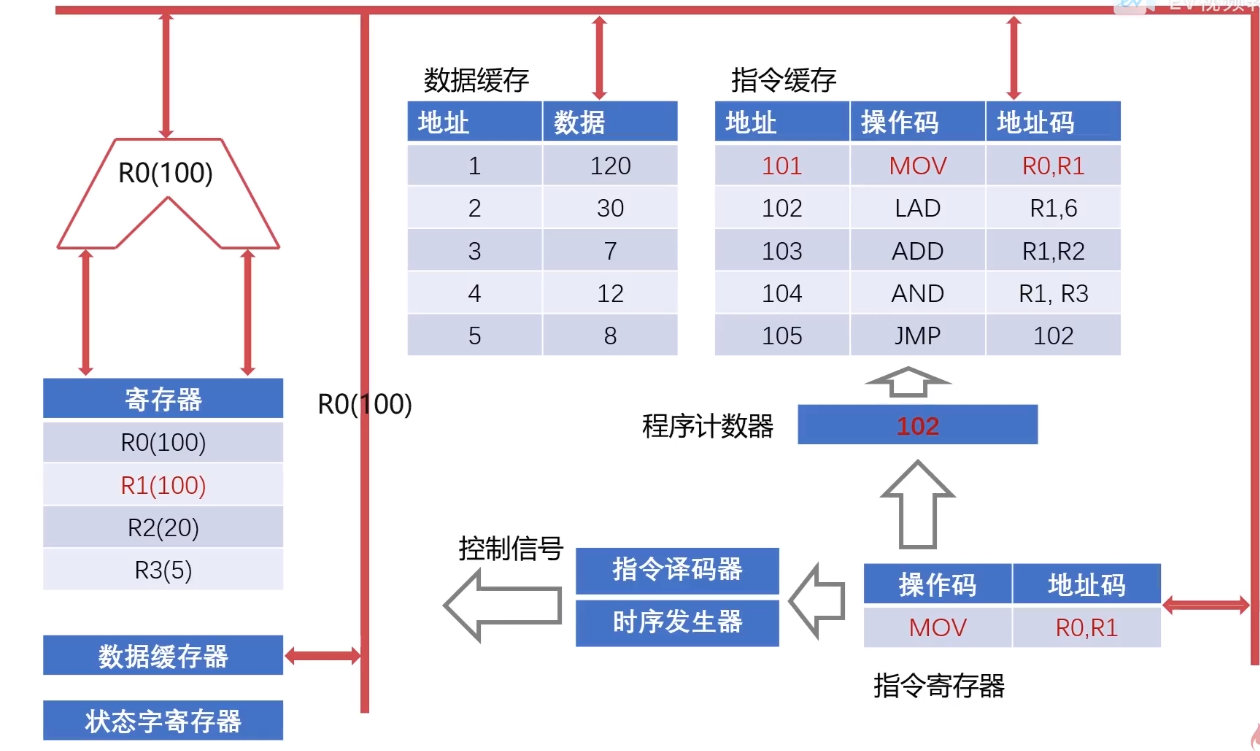 R0(100)
数据缓存
地址 数据
1 120
2 30
3 7
4 12
5 8
指令缓存
地址 操作码 地址码
101 MOV R0,R1
102 LAD R1,6
103 ADD R1,R2
104 AND R1, R3
105 JMP 102
寄存器
R0(100)
R1(100)
R2(20)
R3(5)
R0(100)
程序计数器
102
控制信号
指令译码器
时序发生器
操作码 地址码
MOV R0,R1
指令寄存器
数据缓存器
状态字寄存器